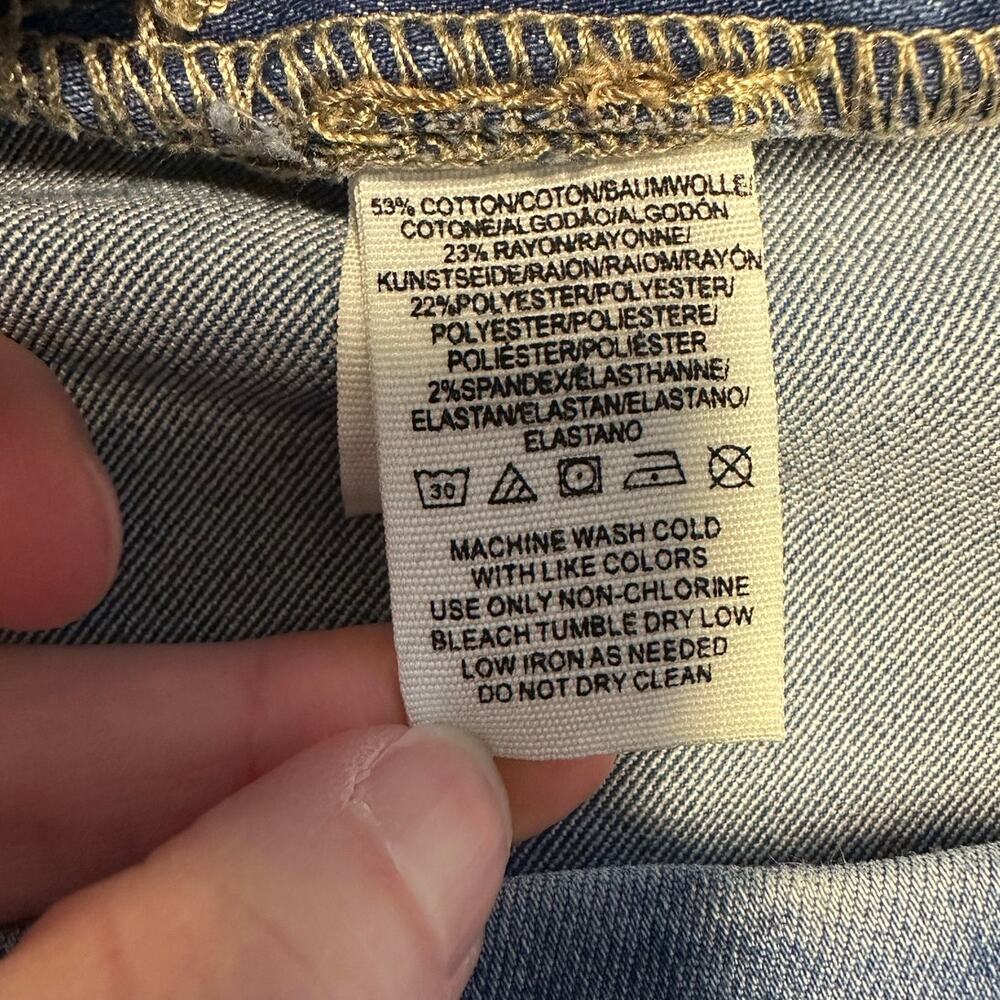 53% COTTON/COTON/BAUMWOLLE/
COTONE/ALGODÃO/ALGODÓN
23% RAYON/RAYONNE/
KUNSTSEIDE/RAION/RAIOM/RAYÓN
22%POLYESTER/POLYESTER/
POLYESTER/POLIESTERE/
POLIÉSTER/POLIÉSTER
2%SPANDEX/ÉLASTHANNE/
ELASTAN/ELASTAN/ELASTANO/
ELASTANO
30
MACHINE WASH COLD
WITH LIKE COLORS
USE ONLY NON-CHLORINE
BLEACH TUMBLE DRY LOW
LOW IRON AS NEEDED
DO NOT DRY CLEAN